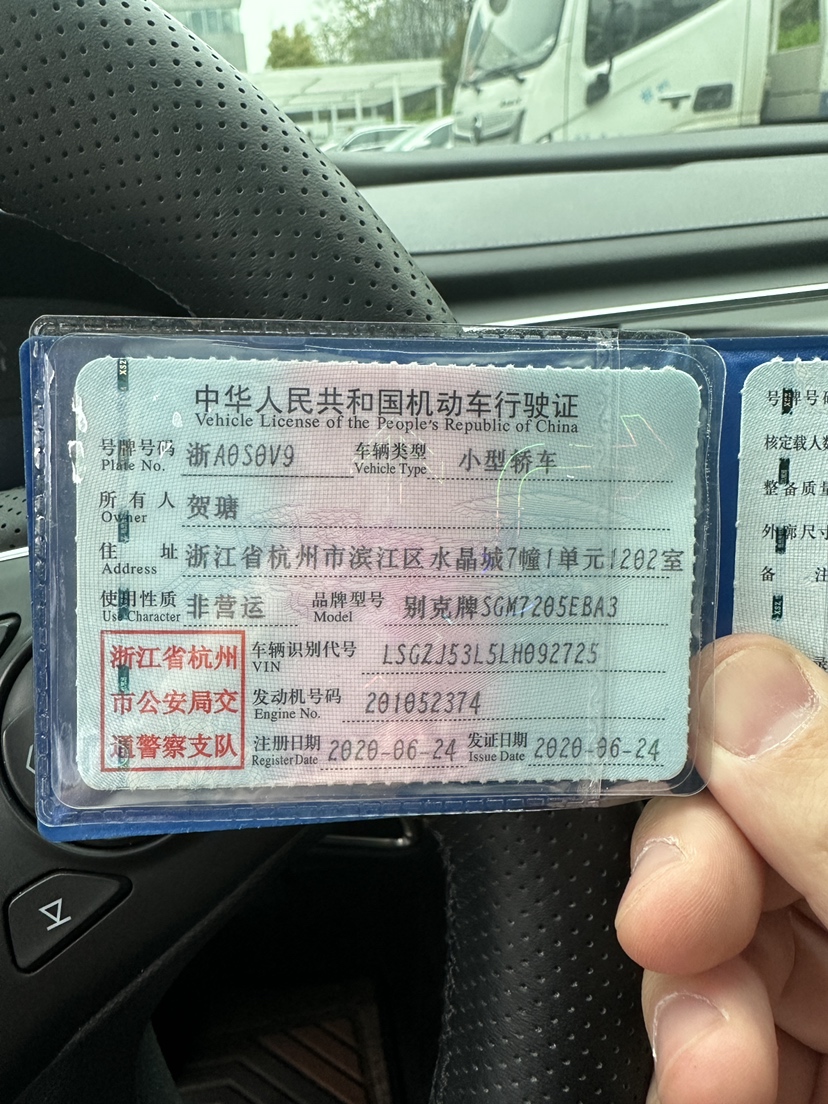 中华人民共和国机动车行驶证
Vehicle License of the People's Republic of China
号牌号码 浙A0S0V9 车辆类型 小型轿车
Plate No. Vehicle Type
所有人 贺瑭
Owner
住址 浙江省杭州市滨江区水晶城7幢1单元1202室
Address
使用性质 非营运 品牌型号 别克牌SGM7205EBA3
Use Character Model
浙江省杭州
市公安局交
通警察支队
车辆识别代号 LSGZJ53L5LH092725
VIN
发动机号码 201052374
Engine No.
注册日期 2020-06-24 发证日期 2020-06-24
Register Date Issue Date
号牌号码
核定载人数
整备质量
外廓尺寸
备注